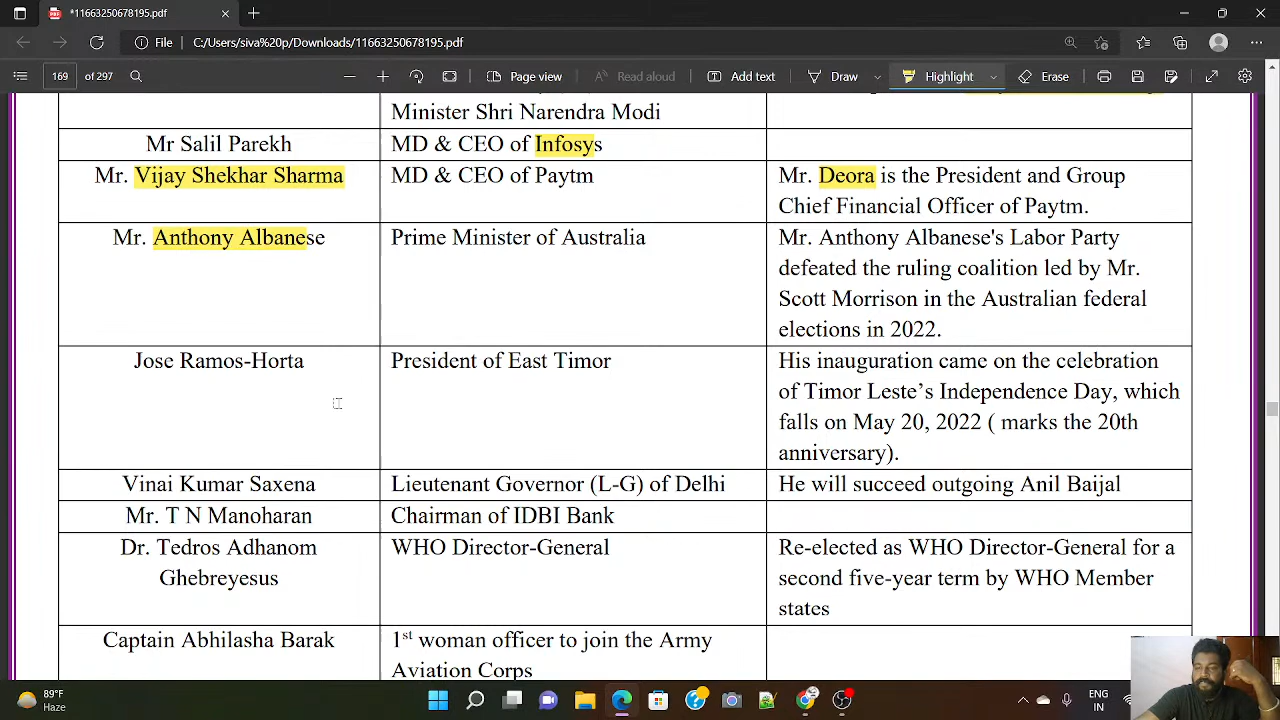 *11663250678195.pdf
File C:/Users/siva%20p/Downloads/11663250678195.pdf
169 of 297 Page view Read aloud Add text Draw Highlight Erase
Minister Shri Narendra Modi
Mr Salil Parekh MD & CEO of Infosys
Mr. Vijay Shekhar Sharma MD & CEO of Paytm Mr. Deora is the President and Group
Chief Financial Officer of Paytm.
Mr. Anthony Albanese Prime Minister of Australia Mr. Anthony Albanese's Labor Party
defeated the ruling coalition led by Mr.
Scott Morrison in the Australian federal
elections in 2022.
Jose Ramos-Horta President of East Timor His inauguration came on the celebration
of Timor Leste’s Independence Day, which
falls on May 20, 2022 ( marks the 20th
anniversary).
Vinai Kumar Saxena Lieutenant Governor (L-G) of Delhi He will succeed outgoing Anil Baijal
Mr. T N Manoharan Chairman of IDBI Bank
Dr. Tedros Adhanom WHO Director-General Re-elected as WHO Director-General for a
Ghebreyesus second five-year term by WHO Member
states
Captain Abhilasha Barak 1st woman officer to join the Army
Aviation Corps
89°F
Haze
ENG
IN